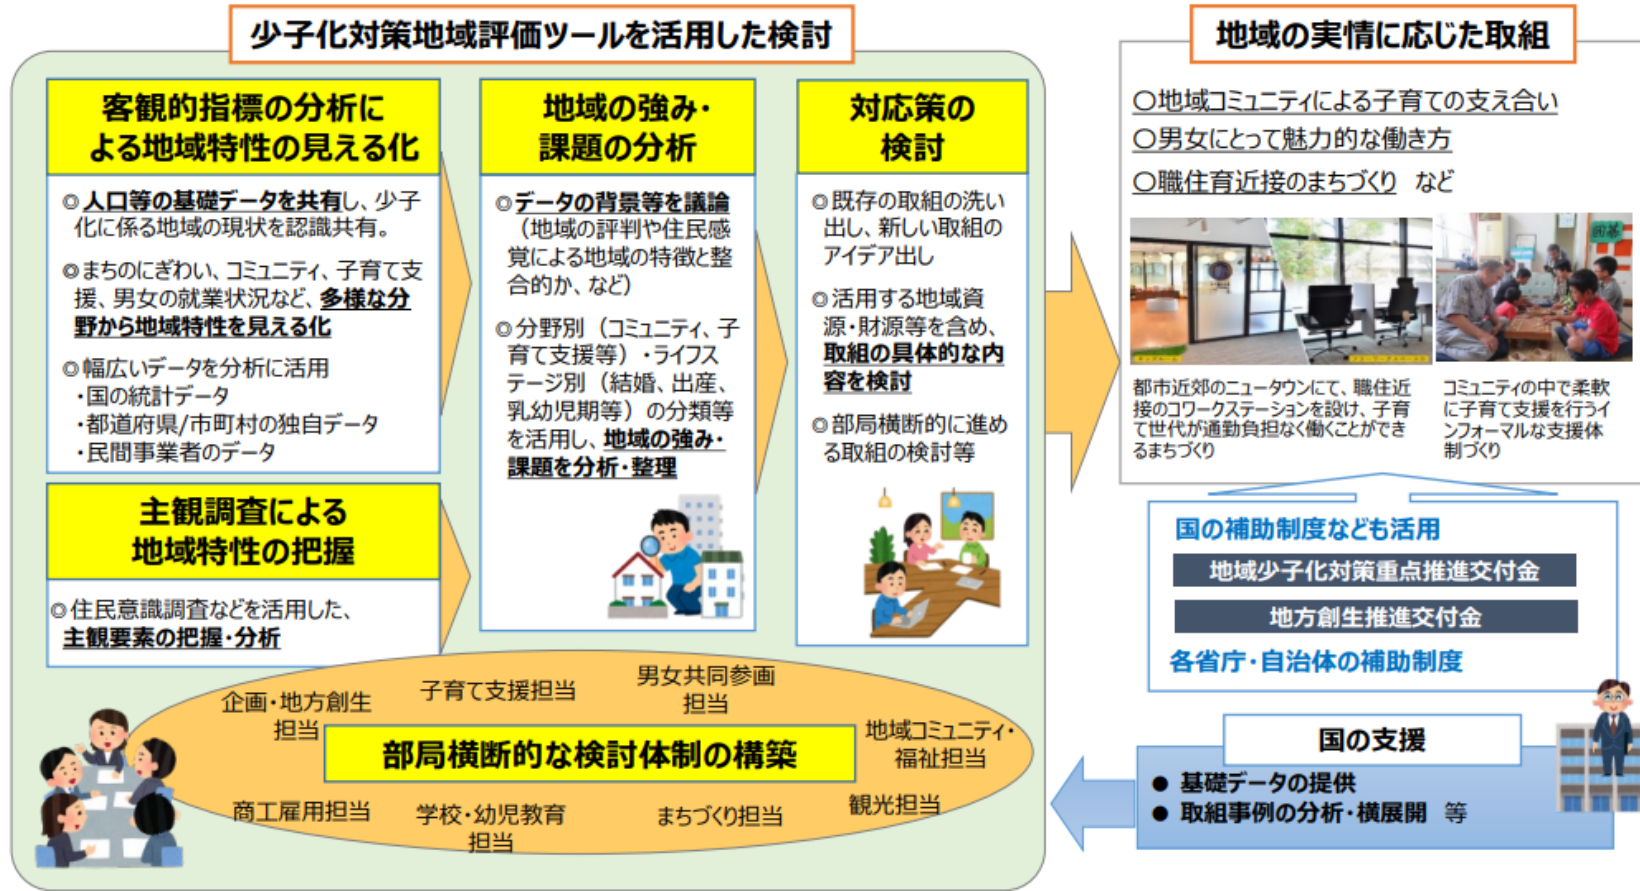 少子化対策地域評価ツールを活用した検討
客観的指標の分析に
よる地域特性の見える化
◎人口等の基礎データを共有し、少子
化に係る地域の現状を認識共有。
◎まちのにぎわい、コミュニティ、子育て支
援、男女の就業状況など、多様な分
野から地域特性を見える化
◎幅広いデータを分析に活用
・国の統計データ
・都道府県/市町村の独自データ
・民間事業者のデータ
主観調査による
地域特性の把握
◎住民意識調査などを活用した、
主観要素の把握・分析
地域の強み・
課題の分析
◎データの背景等を議論
（地域の評判や住民感
覚による地域の特徴と整
合的か、など）
◎分野別（コミュニティ、子
育て支援等）・ライフス
テージ別（結婚、出産、
乳幼児期等）の分類等
を活用し、地域の強み・
課題を分析・整理
対応策の
検討
◎既存の取組の洗い
出し、新しい取組の
アイデア出し
◎活用する地域資
源・財源等を含め、
取組の具体的な内
容を検討
◎部局横断的に進め
る取組の検討等
企画・地方創生
担当
子育て支援担当
男女共同参画
担当
地域コミュニティ・
福祉担当
部局横断的な検討体制の構築
商工雇用担当
学校・幼児教育
担当
まちづくり担当
観光担当
地域の実情に応じた取組
〇地域コミュニティによる子育ての支え合い
〇男女にとって魅力的な働き方
〇職住育近接のまちづくり など
都市近郊のニュータウンにて、職住近
接のコワークステーションを設け、子育
て世代が通勤負担なく働くことができ
るまちづくり
コミュニティの中で柔軟
に子育て支援を行うイ
ンフォーマルな支援体
制づくり
国の補助制度なども活用
地域少子化対策重点推進交付金
地方創生推進交付金
各省庁・自治体の補助制度
国の支援
● 基礎データの提供
● 取組事例の分析・横展開 等